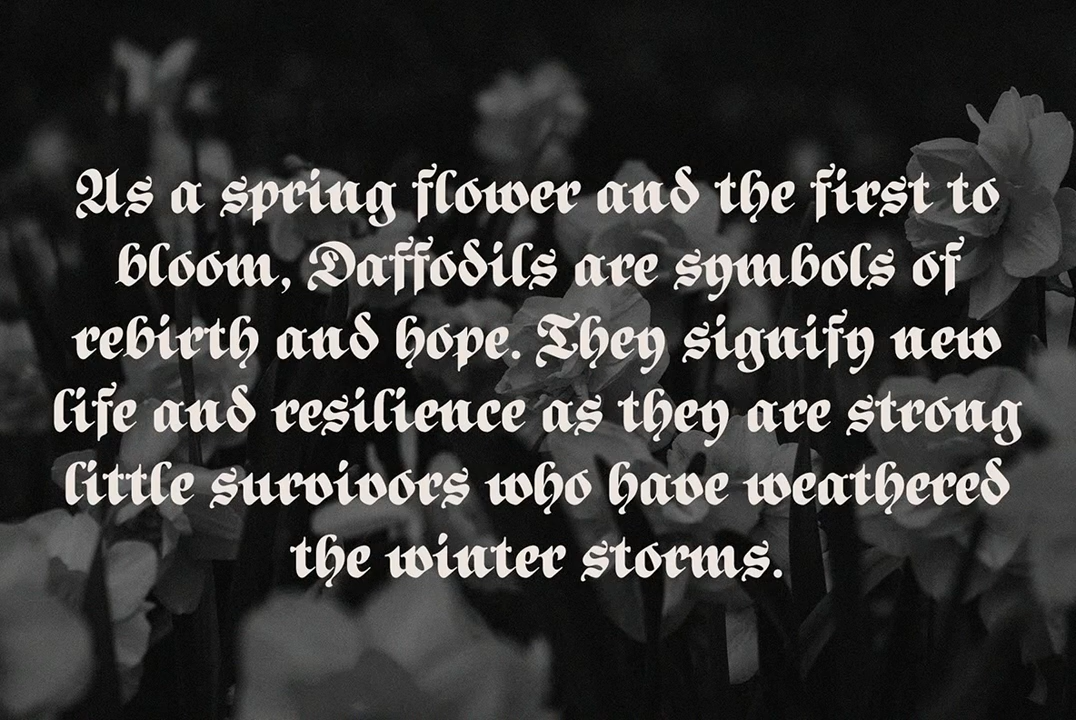 As a spring flower and the first to
bloom, Daffodils are symbols of
rebirth and hope. They signify new
life and resilience as they are strong
little survivors who have weathered
the winter storms.